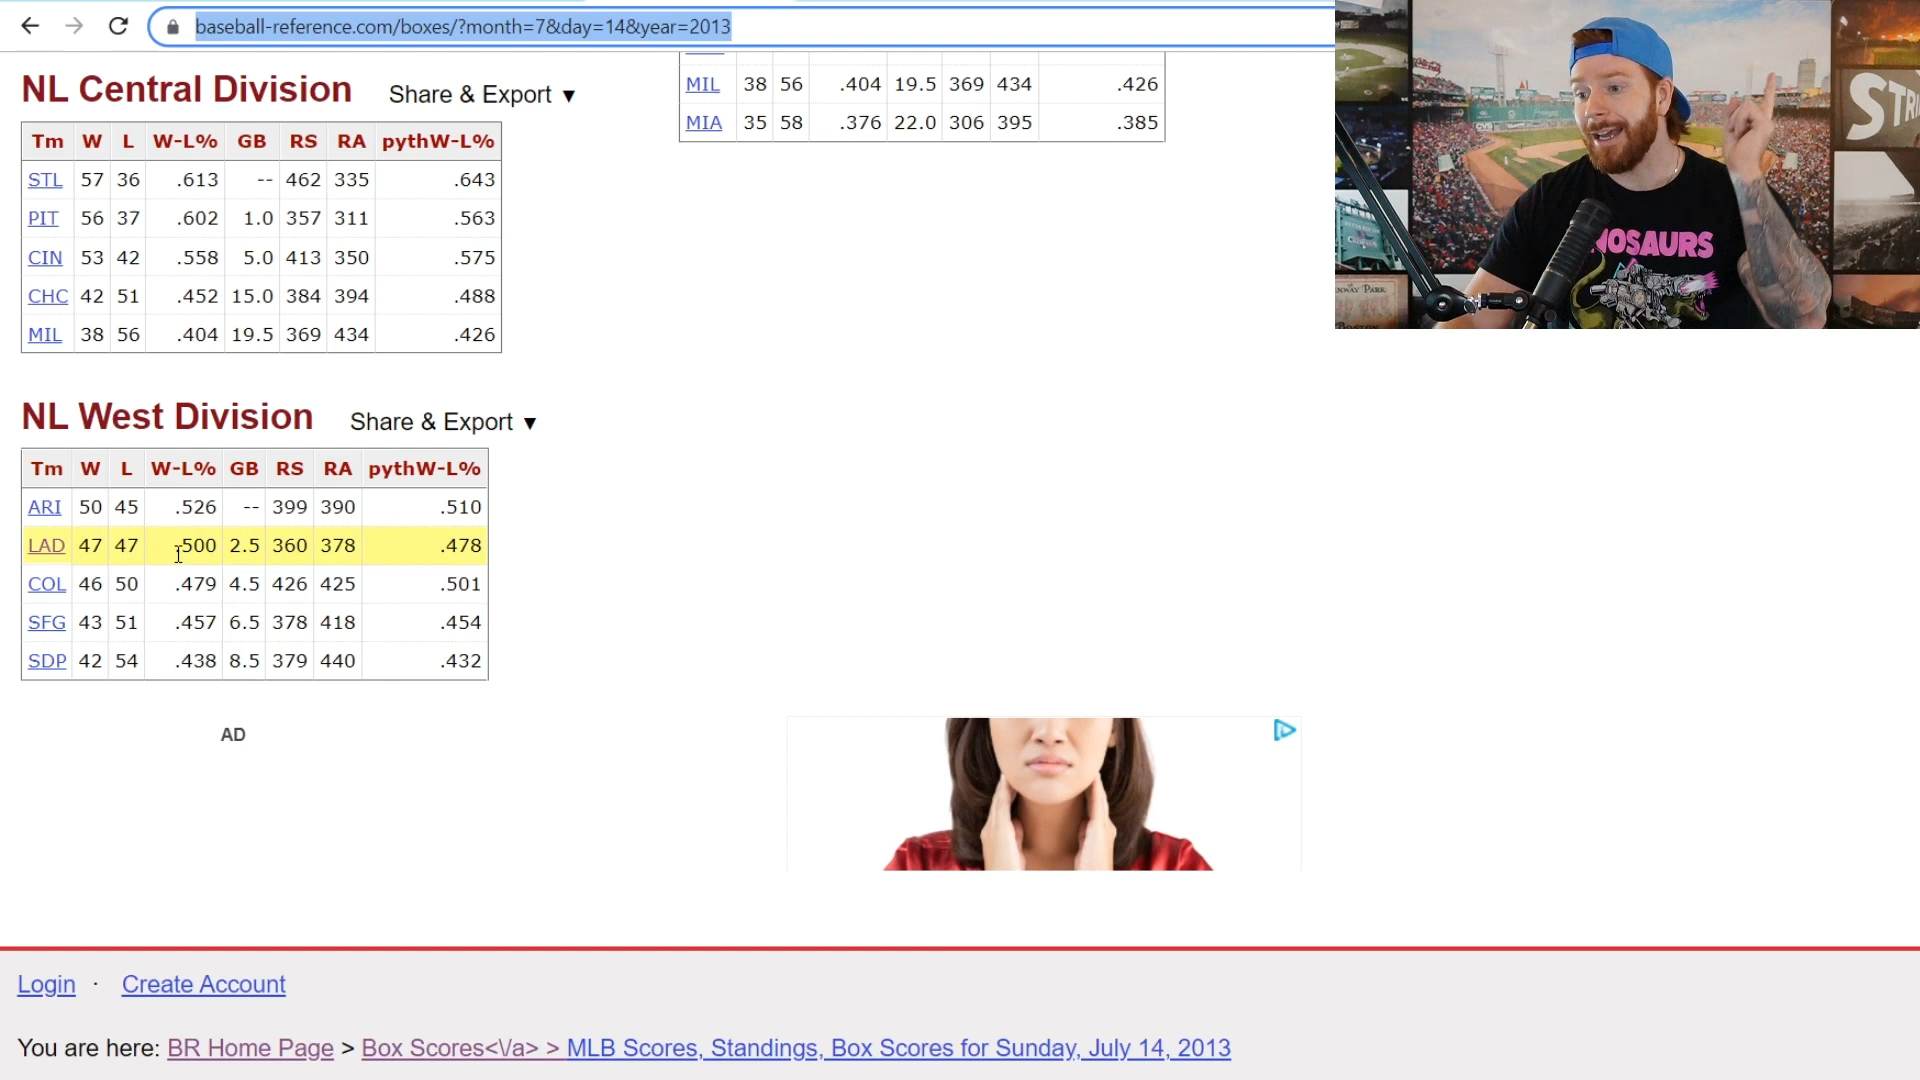 baseball-reference.com/boxes/?month=7&day=14&year=2013
NL Central Division Share & Export ▼
Tm W L W-L% GB RS RA pythW-L%
STL 57 36 .613 -- 462 335 .643
PIT 56 37 .602 1.0 357 311 .563
CIN 53 42 .558 5.0 413 350 .575
CHC 42 51 .452 15.0 384 394 .488
MIL 38 56 .404 19.5 369 434 .426
MIL 38 56 .404 19.5 369 434 .426
MIA 35 58 .376 22.0 306 395 .385
STR
NOSAURS
NWAY PARK
NL West Division Share & Export ▼
Tm W L W-L% GB RS RA pythW-L%
ARI 50 45 .526 -- 399 390 .510
LAD 47 47 .500 2.5 360 378 .478
COL 46 50 .479 4.5 426 425 .501
SFG 43 51 .457 6.5 378 418 .454
SDP 42 54 .438 8.5 379 440 .432
AD
Login · Create Account
You are here: BR Home Page > Box Scores<\/a> > MLB Scores, Standings, Box Scores for Sunday, July 14, 2013